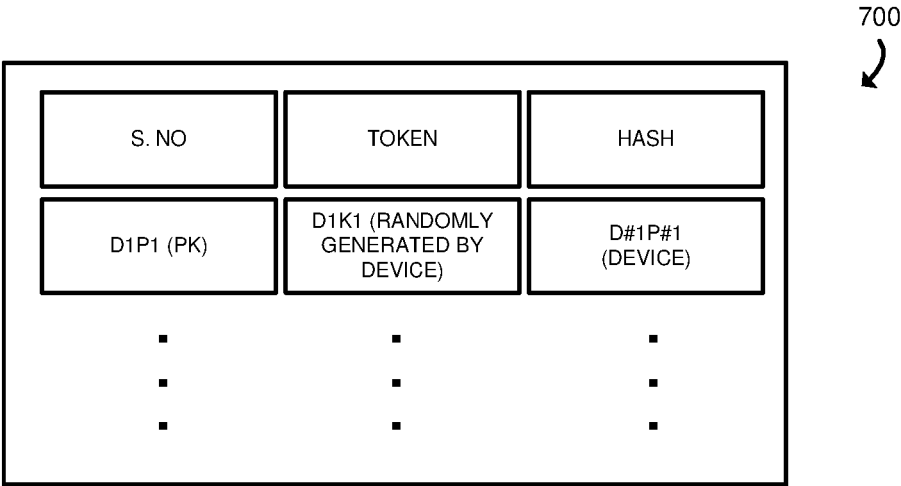 700
S. NO
TOKEN
HASH
D1P1 (PK)
D1K1 (RANDOMLY
GENERATED BY
DEVICE)
D#1P#1
(DEVICE)